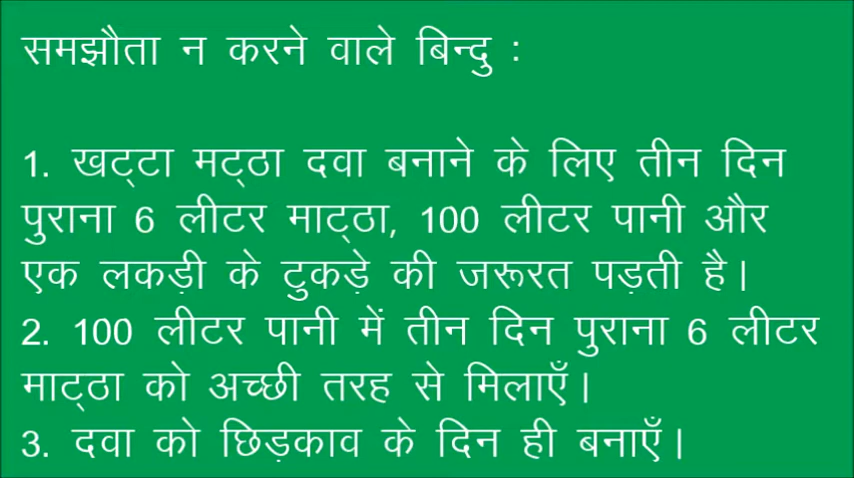 समझौता न करने वाले बिन्दु :
1. खट्टा मट्ठा दवा बनाने के लिए तीन दिन
पुराना 6 लीटर माट्ठा, 100 लीटर पानी और
एक लकड़ी के टुकड़े की जरूरत पड़ती है।
2. 100 लीटर पानी में तीन दिन पुराना 6 लीटर
माट्ठा को अच्छी तरह से मिलाएँ।
3. दवा को छिड़काव के दिन ही बनाएँ।